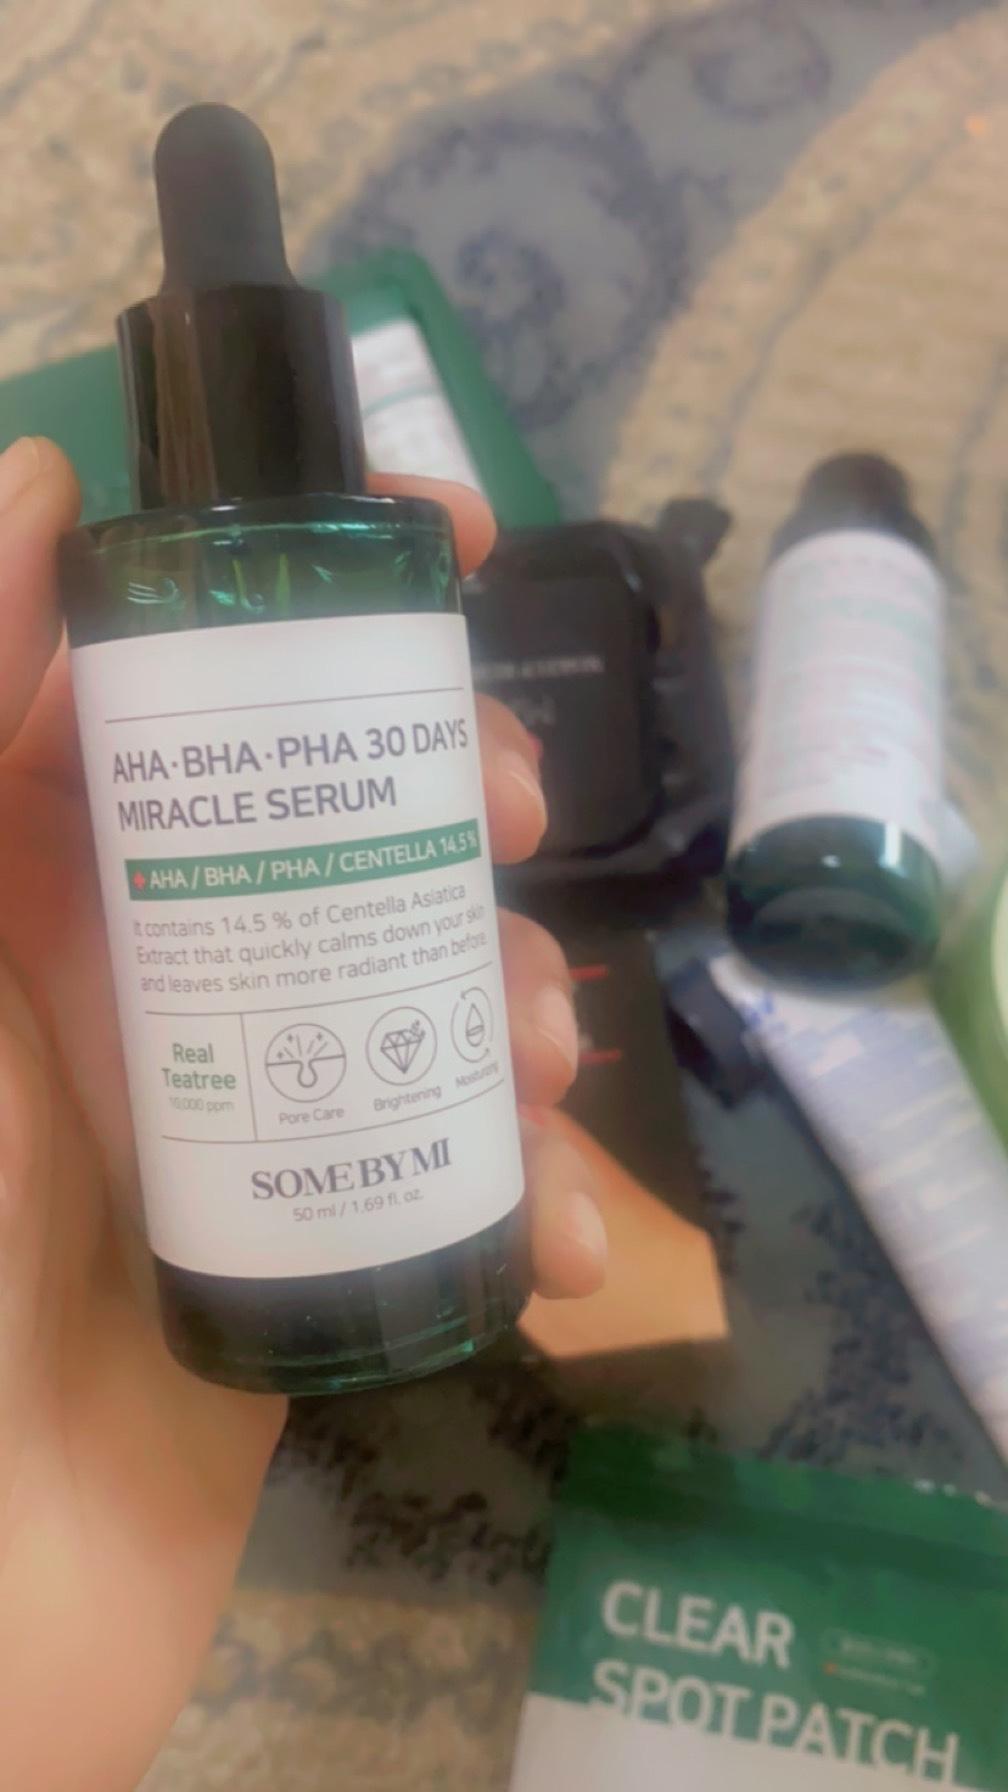 AHA·BHA·PHA 30 DAYS
MIRACLE SERUM
AHA / BHA / PHA / CENTELLA 14.5%
It contains 14.5 % of Centella Asiatica
Extract that quickly calms down your skin
and leaves skin more radiant than before.
Real
Teatree
10,000 ppm
Pore Care
Brightening
Moisturizing
SOME BY MI
50 ml / 1.69 fl. oz.
CLEAR
SPOT PATCH